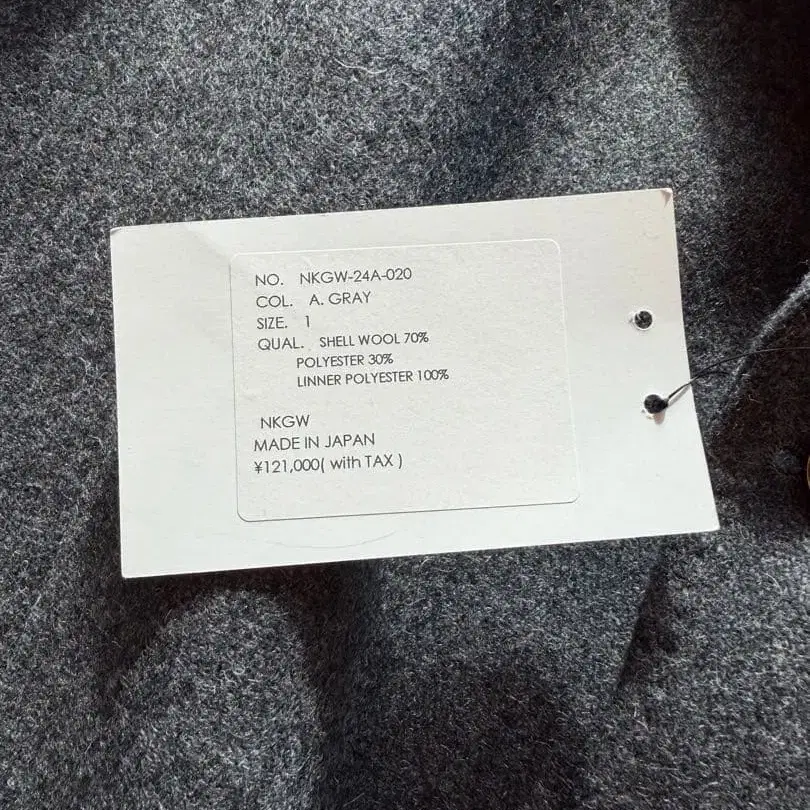 NO. NKGW-24A-020
COL. A. GRAY
SIZE. 1
QUAL. SHELL WOOL 70%
POLYESTER 30%
LINNER POLYESTER 100%
NKGW
MADE IN JAPAN
¥121,000( with TAX )